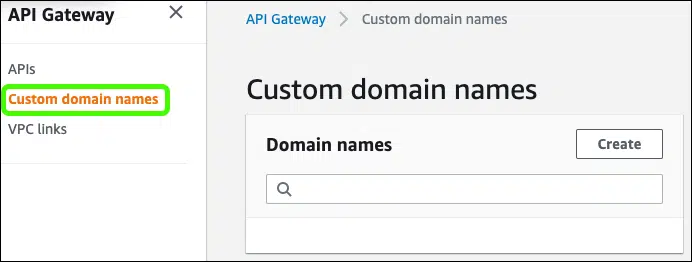 API Gateway
APIs
Custom domain names
VPC links
API Gateway > Custom domain names
Custom domain names
Domain names
Create